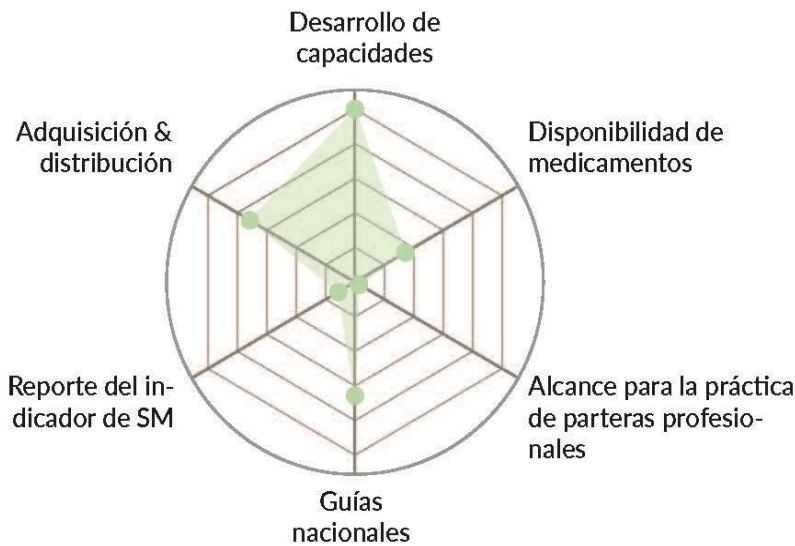 Desarrollo de
capacidades
Adquisición &
distribución
Disponibilidad de
medicamentos
Reporte del in-
dicador de SM
Alcance para la práctica
de parteras profesio-
nales
Guías
nacionales